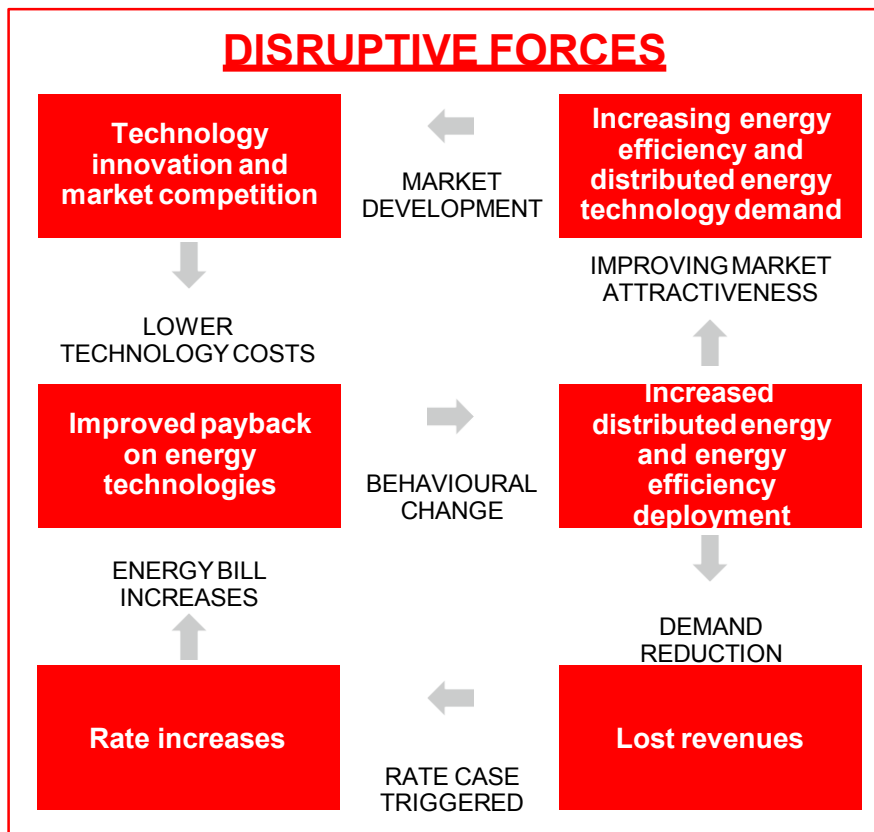 DISRUPTIVE FORCES
Technology
innovation and
market competition
MARKET
DEVELOPMENT
Increasing energy
efficiency and
distributed energy
technology demand
LOWER
TECHNOLOGY COSTS
IMPROVING MARKET
ATTRACTIVENESS
Improved payback
on energy
technologies
BEHAVIOURAL
CHANGE
Increased
distributed energy
and energy
efficiency
deployment
ENERGY BILL
INCREASES
DEMAND
REDUCTION
Rate increases
RATE CASE
TRIGGERED
Lost revenues